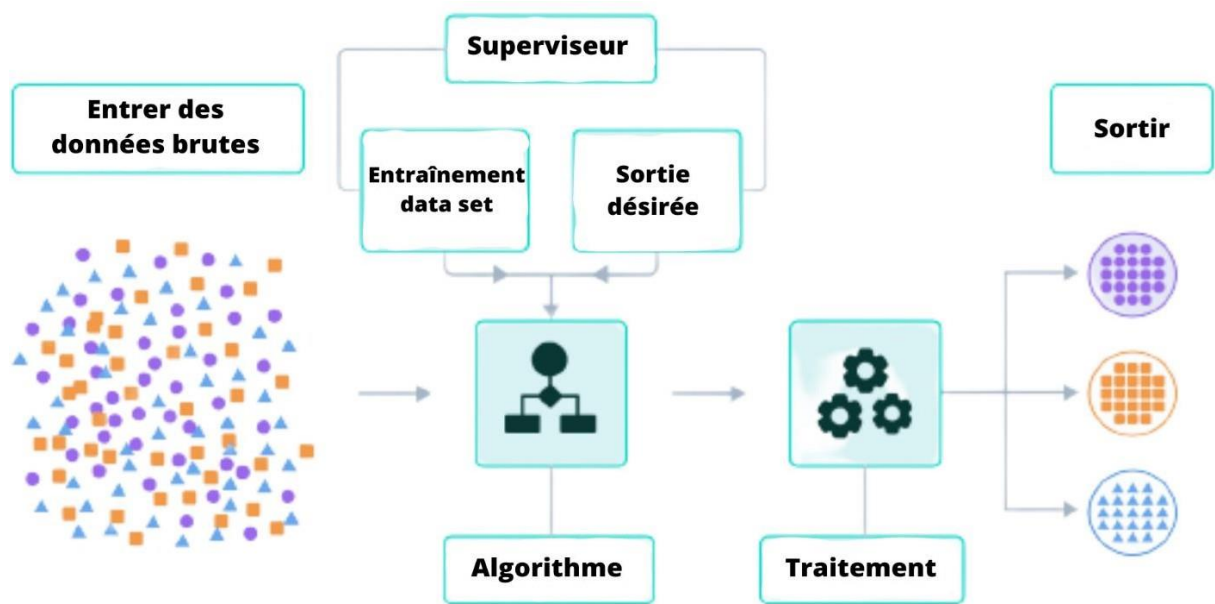 Superviseur
Entrer des
données brutes
Entraînement
data set
Sortie
désirée
Sortir
Algorithme
Traitement